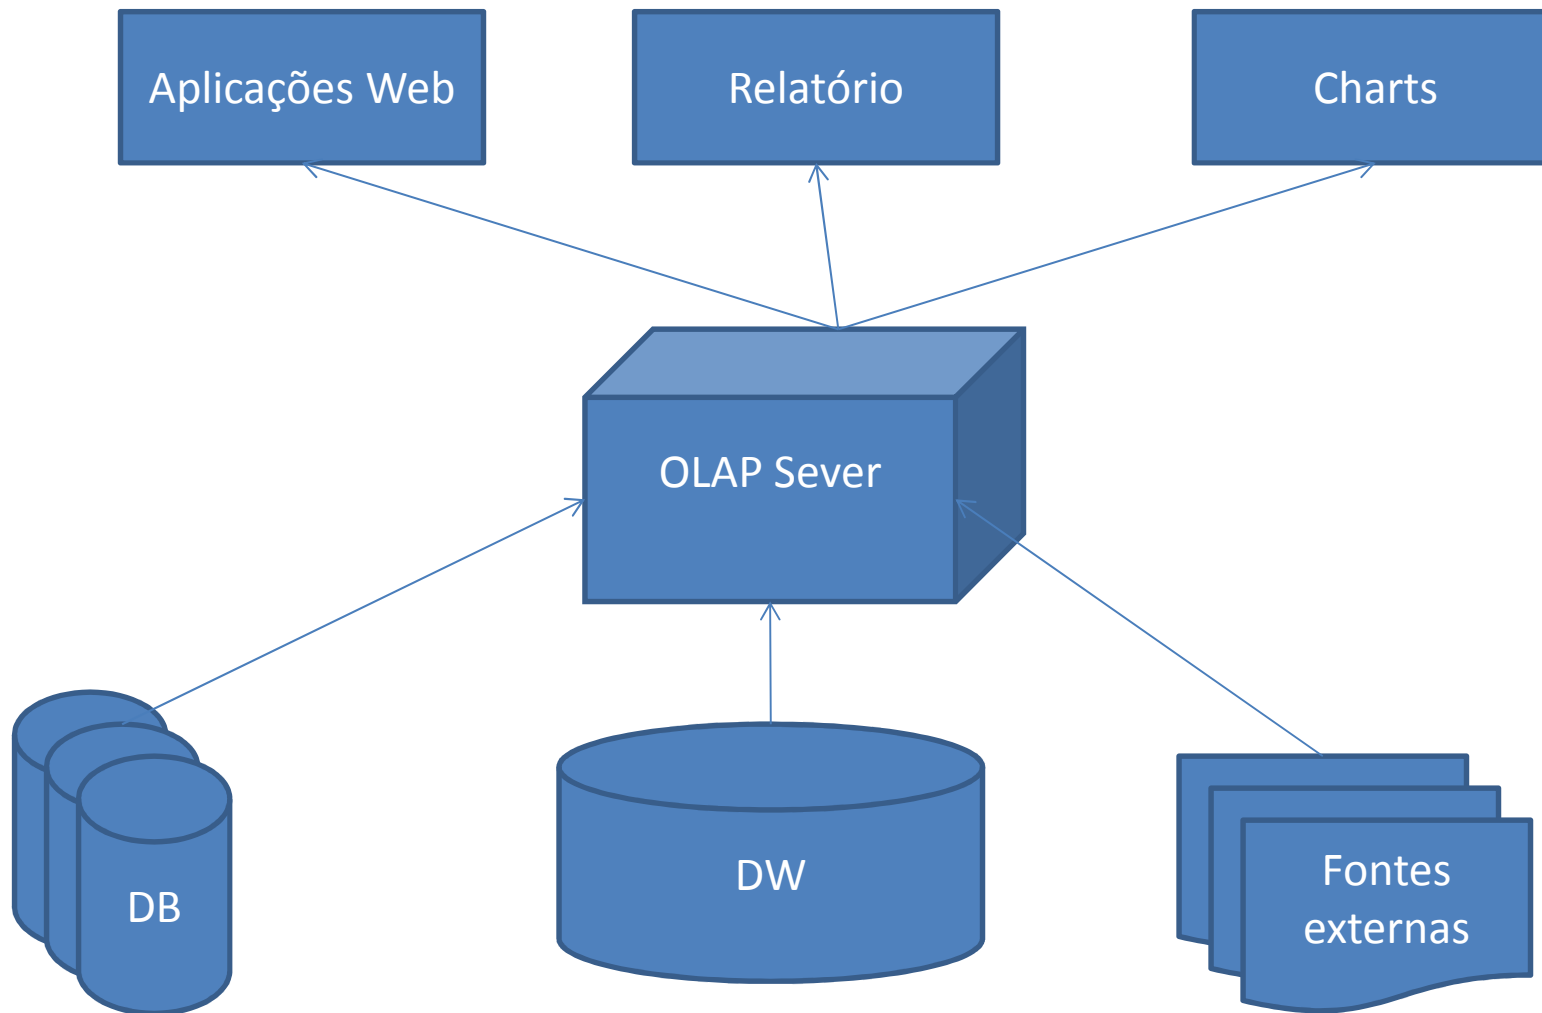 Aplicações Web
Relatório
Charts
OLAP Sever
DB
DW
Fontes
externas